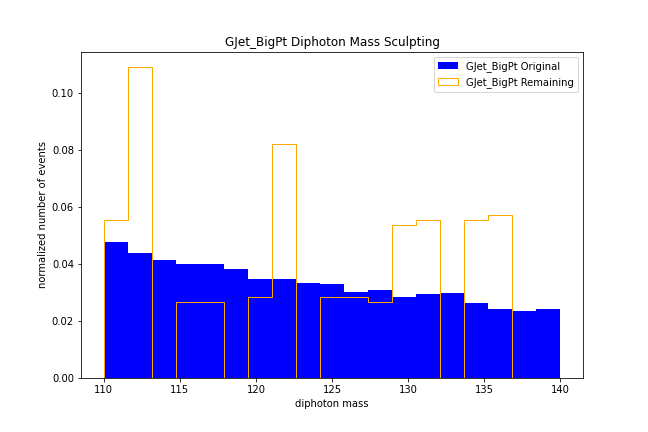 GJet_BigPt Diphoton Mass Sculpting
GJet_BigPt Original
GJet_BigPt Remaining
normalized number of events
0.10
0.08
0.06
0.04
0.02
0.00
110
115
120
125
130
135
140
diphoton mass